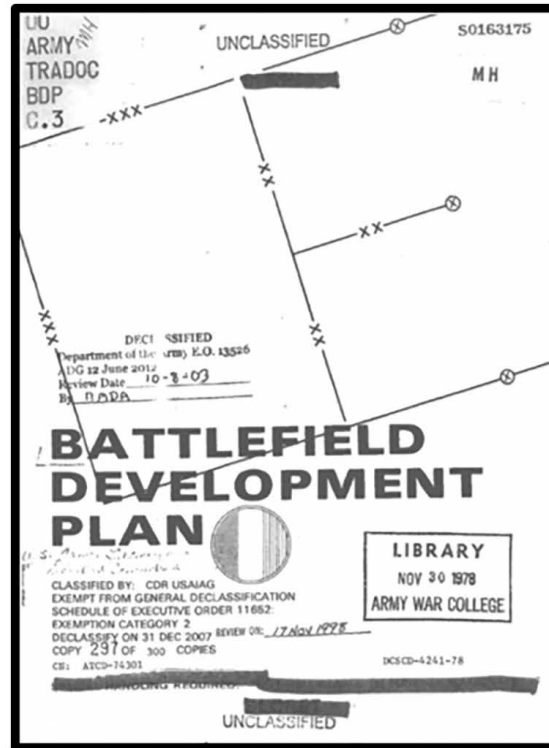 UNCLASSIFIED
S0163175
ARMY
TRADOC
BDP
C.3
MH
-XXX
XX
XX
XX
XXX
DECL SSIFIED
Department of the Army E.O. 13526
ADG 12 June 2012
Review Date 10-8-03
By
BATTLEFIELD
DEVELOPMENT
PLAN
CLASSIFIED BY: CDR USAIAG
EXEMPT FROM GENERAL DECLASSIFICATION
SCHEDULE OF EXECUTIVE ORDER 11652:
EXEMPTION CATEGORY 2
DECLASSIFY ON 31 DEC 2007 REVIEW ON: 17 Nov 1998
COPY 297 OF 300 COPIES
CN: ATCD-74301
LIBRARY
NOV 30 1978
ARMY WAR COLLEGE
DCSCD-4241-78
HANDLING REQUIRED:
UNCLASSIFIED